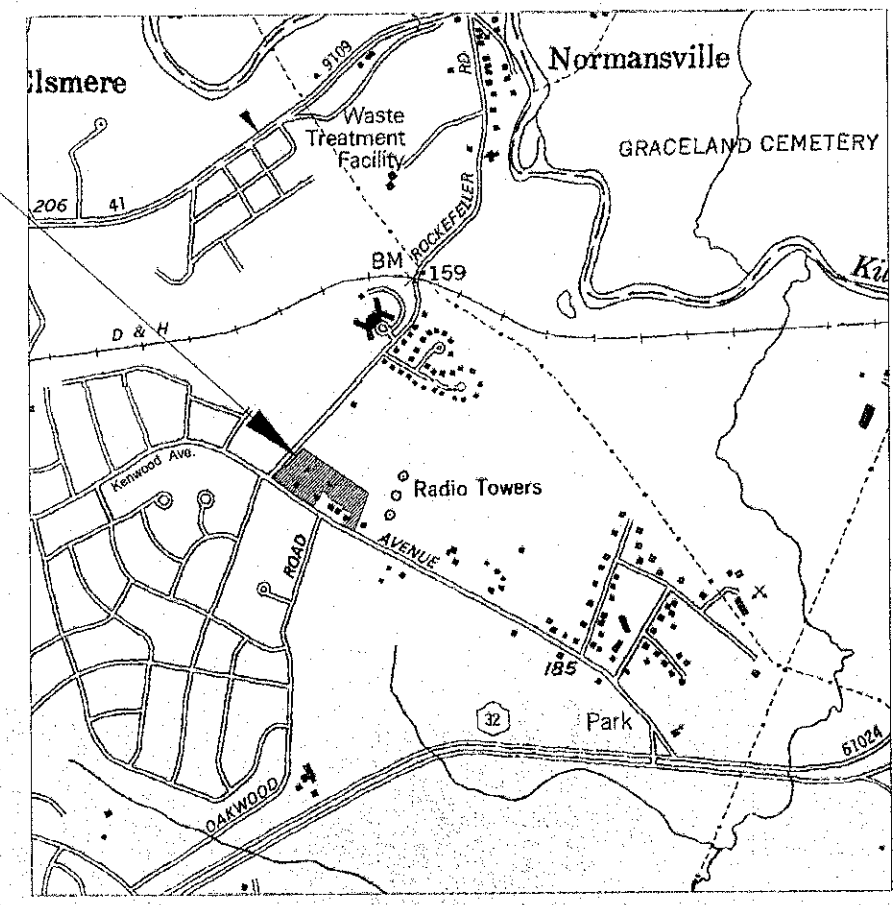 Elsmere
Normansville
9109
RD
Waste
Treatment
Facility
GRACELAND CEMETERY
206
41
ROCKEFELLER
BM
159
D & H
Kenwood Ave.
Radio Towers
ROAD
AVENUE
185
32
Park
61024
OAKWOOD